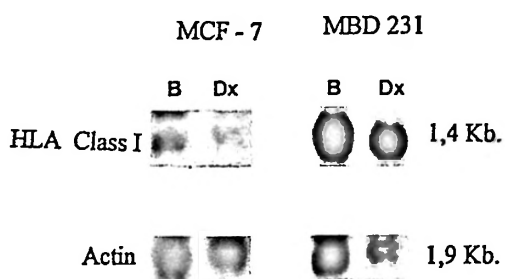 MCF - 7 MBD 231
B Dx B Dx
HLA Class I 1,4 Kb.
Actin 1,9 Kb.